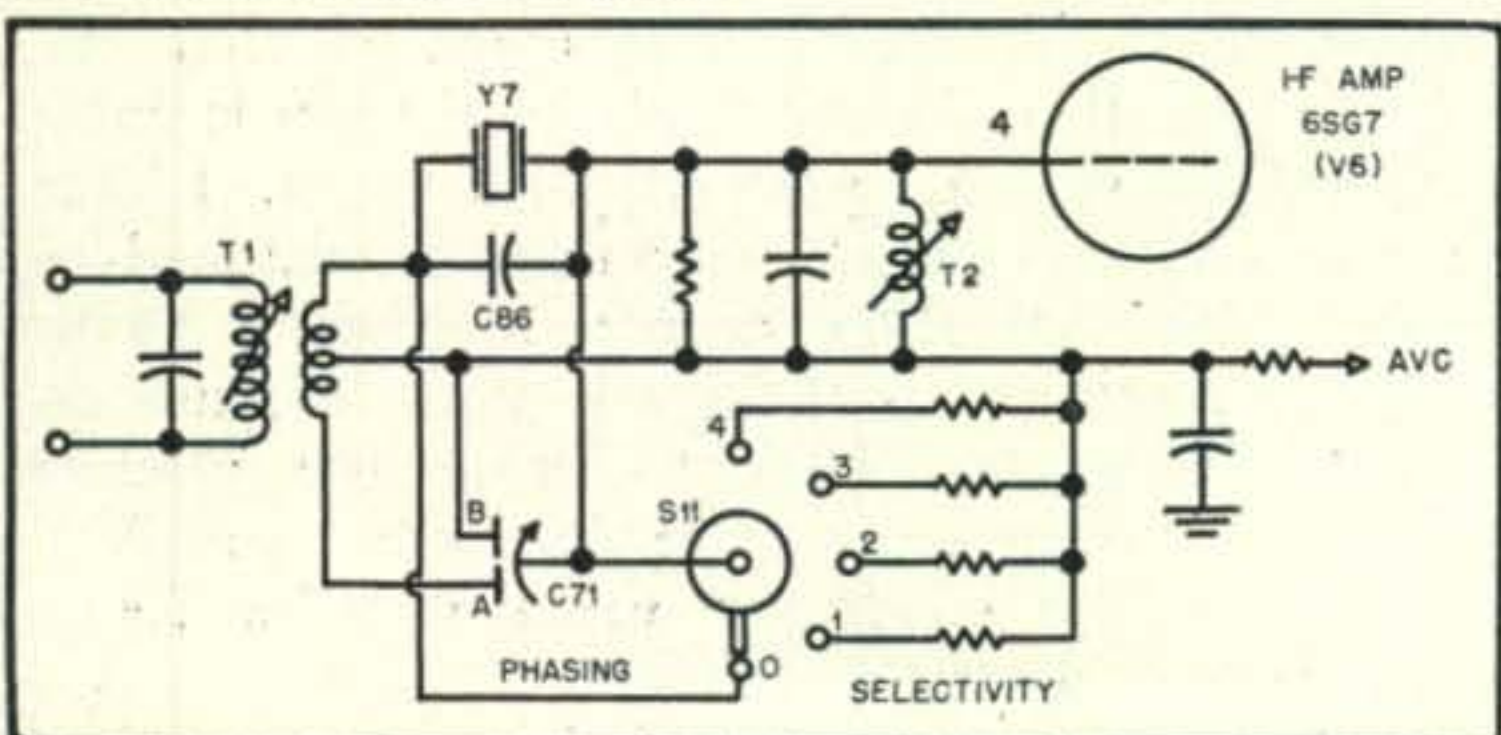 Y7
4
I-F AMP
6SG7
(V6)
T1
C86
T2
AVC
4
3
B
S11
2
A
C71
1
PHASING
0
SELECTIVITY